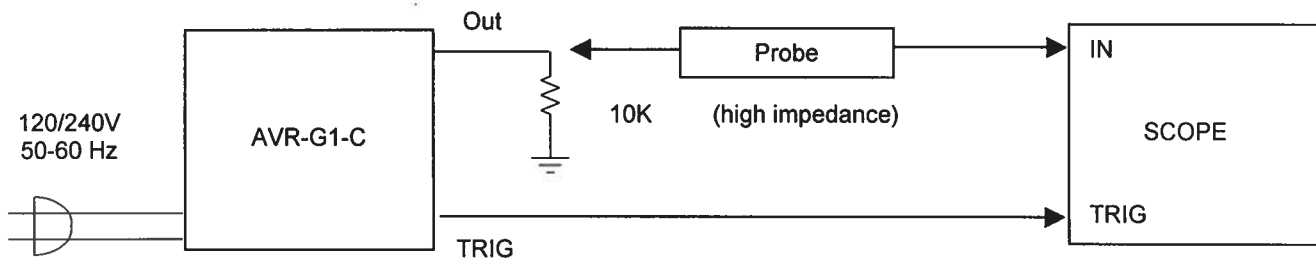 Out
Probe
IN
120/240V
50-60 Hz
AVR-G1-C
10K
(high impedance)
SCOPE
TRIG
TRIG